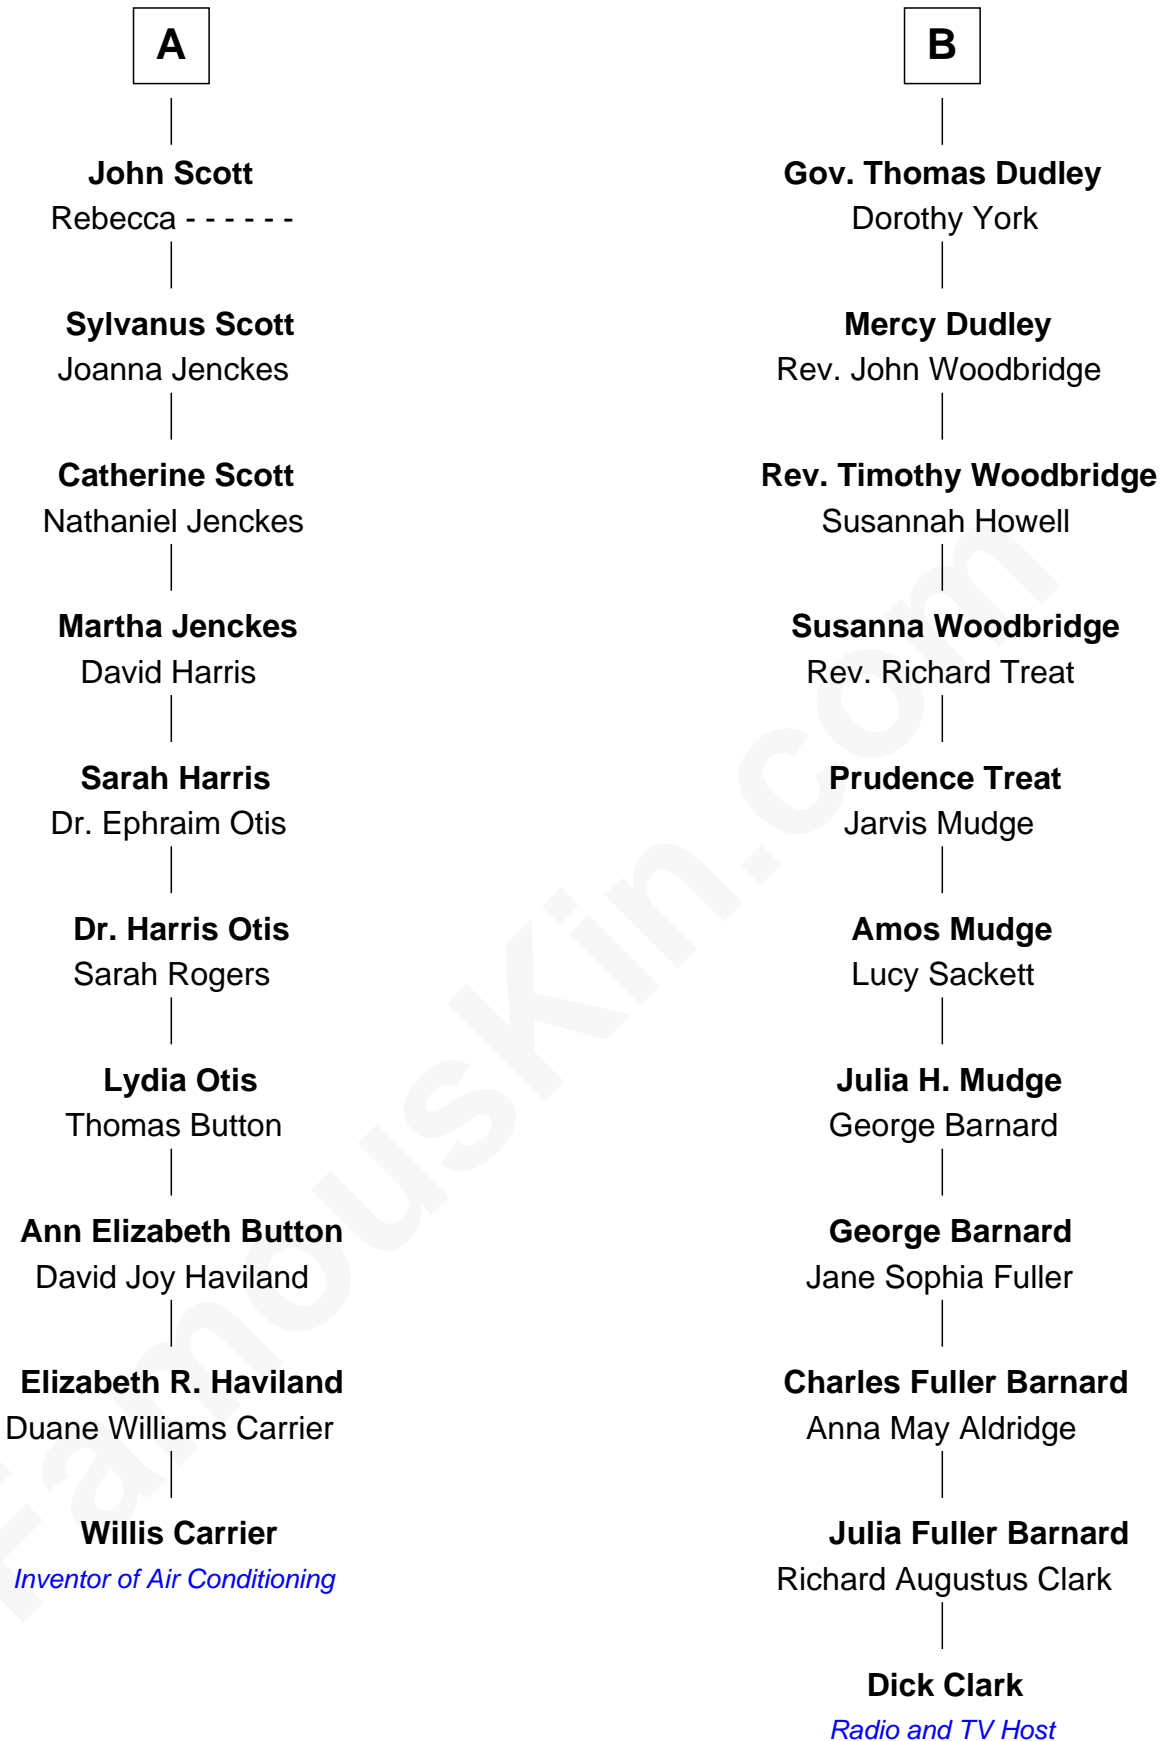 A
John Scott
Rebecca - - - - - -
Sylvanus Scott
Joanna Jenckes
Catherine Scott
Nathaniel Jenckes
Martha Jenckes
David Harris
Sarah Harris
Dr. Ephraim Otis
Dr. Harris Otis
Sarah Rogers
Lydia Otis
Thomas Button
Ann Elizabeth Button
David Joy Haviland
Elizabeth R. Haviland
Duane Williams Carrier
Willis Carrier
Inventor of Air Conditioning
B
Gov. Thomas Dudley
Dorothy York
Mercy Dudley
Rev. John Woodbridge
Rev. Timothy Woodbridge
Susannah Howell
Susanna Woodbridge
Rev. Richard Treat
Prudence Treat
Jarvis Mudge
Amos Mudge
Lucy Sackett
Julia H. Mudge
George Barnard
George Barnard
Jane Sophia Fuller
Charles Fuller Barnard
Anna May Aldridge
Julia Fuller Barnard
Richard Augustus Clark
Dick Clark
Radio and TV Host
FamousKin.com